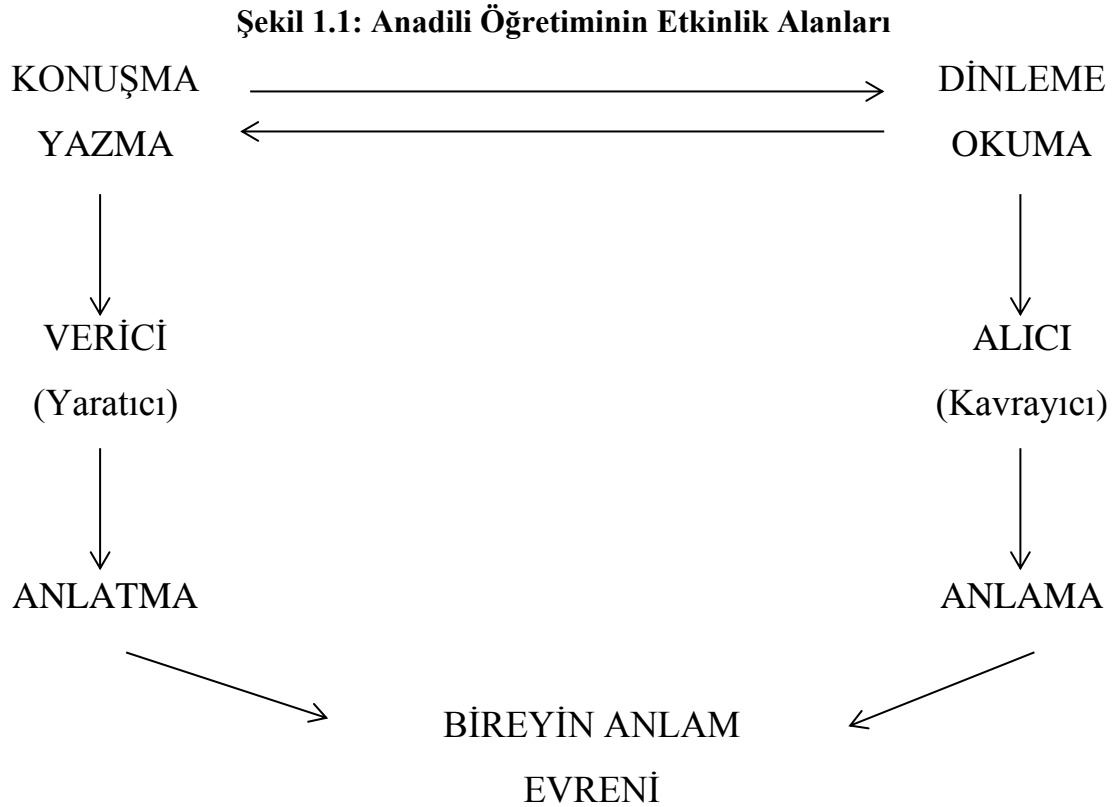 Şekil 1.1: Anadili Öğretiminin Etkinlik Alanları
KONUŞMA
YAZMA
DİNLEME
OKUMA
VERİCİ
(Yaratıcı)
ALICI
(Kavrayıcı)
ANLATMA
ANLAMA
BİREYİN ANLAM
EVRENİ